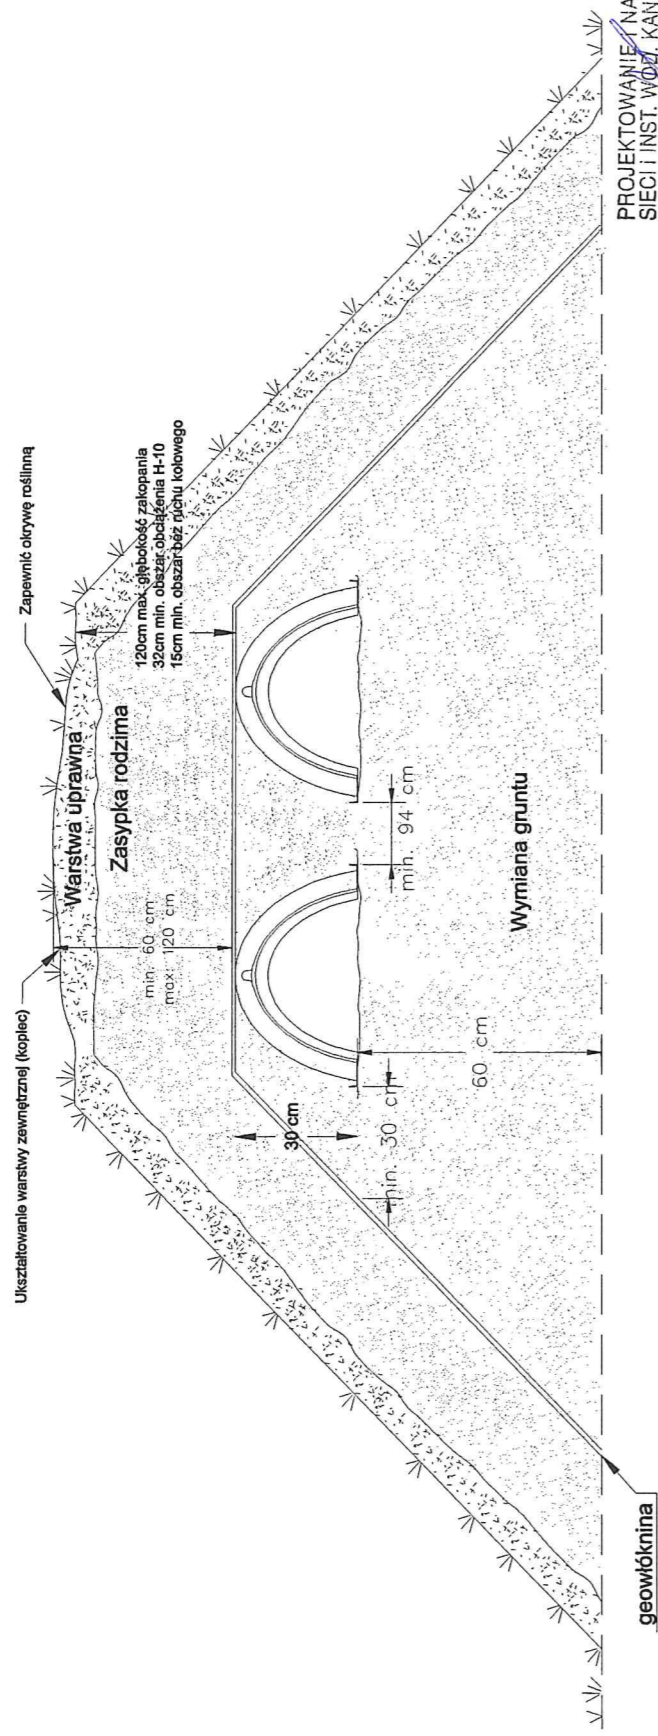 Ukształtowanie warstwy zewnętrznej (kopiec)
Zapewnić okrywę roślinną
Warstwa uprawna
Zasypka rodzima
120cm max. głębokość zakopania
32cm min. obszar obciążenia H-10
15cm min. obszar bez ruchu kołowego
min. 60 cm
max. 120 cm
30 cm
min. 30 cm
min. 94 cm
60 cm
Wymiana gruntu
geowłóknina
PROJEKTOWANIE I NA
SIECI I INST. WOD. KAN